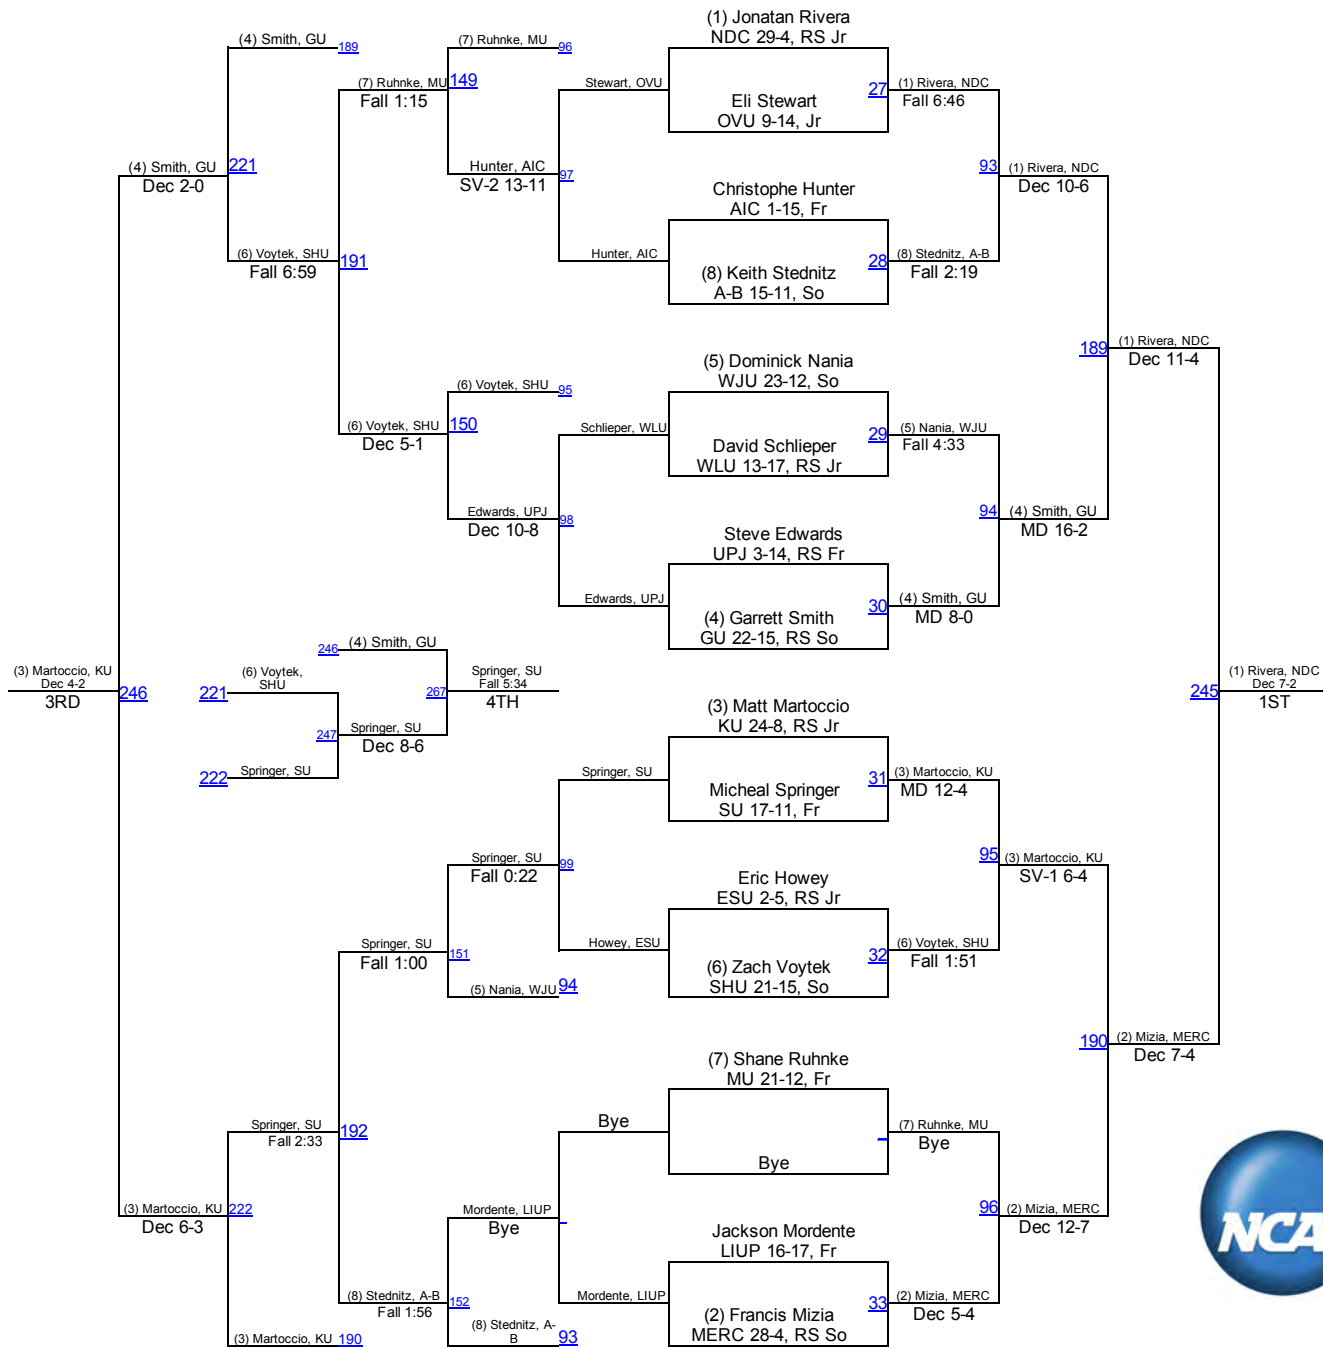 (1) Jonatan Rivera
NDC 29-4, RS Jr
(4) Smith, GU
189
(7) Ruhnke, MU
96
(7) Ruhnke, MU
149
Fall 1:15
Stewart, OVU
Eli Stewart
OVU 9-14, Jr
27
(1) Rivera, NDC
Fall 6:46
(4) Smith, GU
221
Dec 2-0
Hunter, AIC
97
SV-2 13-11
Christophe Hunter
AIC 1-15, Fr
93
(1) Rivera, NDC
Dec 10-6
(6) Voytek, SHU
191
Fall 6:59
Hunter, AIC
(8) Keith Stednitz
A-B 15-11, So
28
(8) Stednitz, A-B
Fall 2:19
189
(1) Rivera, NDC
Dec 11-4
(5) Dominick Nania
WJU 23-12, So
(6) Voytek, SHU
95
(6) Voytek, SHU
150
Dec 5-1
Schlieper, WLU
David Schlieper
WLU 13-17, RS Jr
29
(5) Nania, WJU
Fall 4:33
Edwards, UPJ
98
Dec 10-8
Steve Edwards
UPJ 3-14, RS Fr
94
(4) Smith, GU
MD 16-2
Edwards, UPJ
(4) Garrett Smith
GU 22-15, RS So
30
(4) Smith, GU
MD 8-0
246
(4) Smith, GU
(3) Martoccio, KU
Dec 4-2
3RD
246
221
(6) Voytek,
SHU
267
Springer, SU
Fall 5:34
4TH
245
(1) Rivera, NDC
Dec 7-2
1ST
247
Springer, SU
Dec 8-6
222
Springer, SU
(3) Matt Martoccio
KU 24-8, RS Jr
Springer, SU
Micheal Springer
SU 17-11, Fr
31
(3) Martoccio, KU
MD 12-4
Springer, SU
99
Fall 0:22
Eric Howey
ESU 2-5, RS Jr
95
(3) Martoccio, KU
SV-1 6-4
Springer, SU
151
Fall 1:00
Howey, ESU
(6) Zach Voytek
SHU 21-15, So
32
(6) Voytek, SHU
Fall 1:51
(5) Nania, WJU
94
190
(2) Mizia, MERC
Dec 7-4
(7) Shane Ruhnke
MU 21-12, Fr
Springer, SU
192
Fall 2:33
Bye
Bye
(7) Ruhnke, MU
Bye
(3) Martoccio, KU
222
Dec 6-3
Mordente, LIUP
Bye
Jackson Mordente
LIUP 16-17, Fr
96
(2) Mizia, MERC
Dec 12-7
(8) Stednitz, A-B
152
Fall 1:56
Mordente, LIUP
(2) Francis Mizia
MERC 28-4, RS So
33
(2) Mizia, MERC
Dec 5-4
(3) Martoccio, KU
190
(8) Stednitz, A-
B
93
NCA